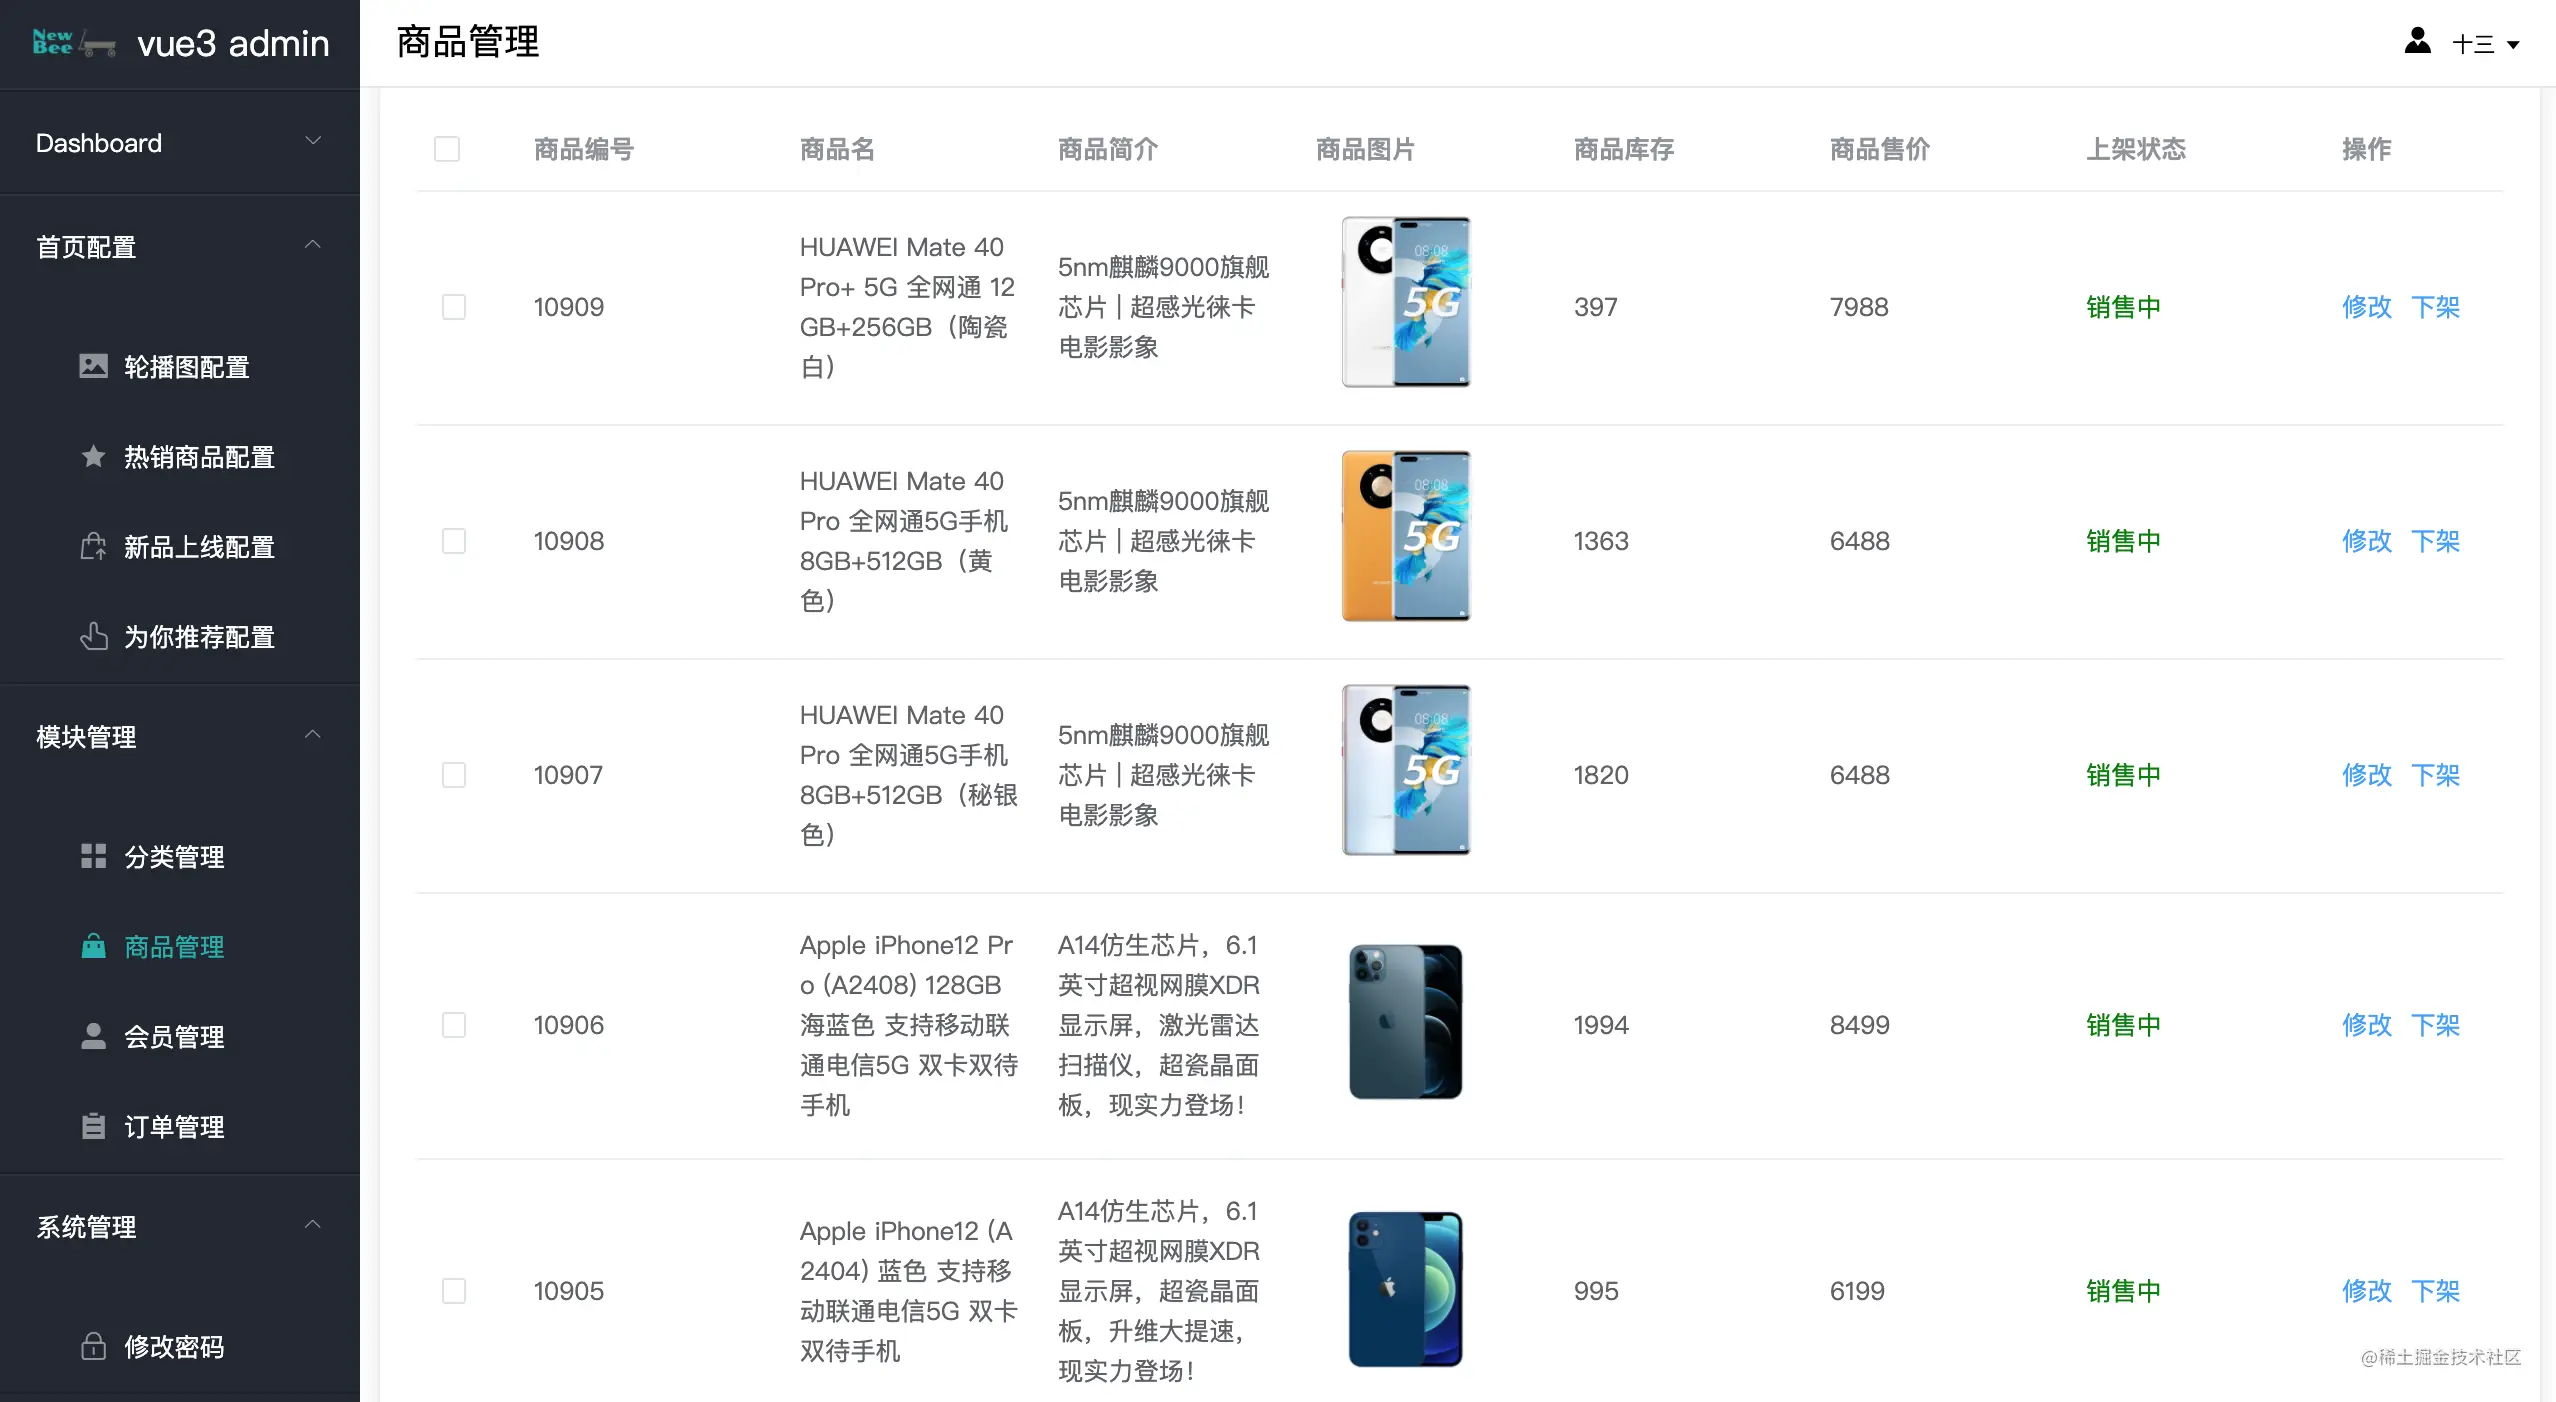 New
Bee
vue3 admin
商品管理
十三
Dashboard
首页配置
轮播图配置
热销商品配置
新品上线配置
为你推荐配置
模块管理
分类管理
商品管理
会员管理
订单管理
系统管理
修改密码
商品编号 商品名 商品简介 商品图片 商品库存 商品售价 上架状态 操作
10909
HUAWEI Mate 40
Pro+ 5G 全网通 12
GB+256GB（陶瓷
白）
5nm麒麟9000旗舰
芯片 | 超感光徕卡
电影影象
08:08
5G
397
7988
销售中
修改 下架
10908
HUAWEI Mate 40
Pro 全网通5G手机
8GB+512GB（黄
色）
5nm麒麟9000旗舰
芯片 | 超感光徕卡
电影影象
08:08
5G
1363
6488
销售中
修改 下架
10907
HUAWEI Mate 40
Pro 全网通5G手机
8GB+512GB（秘银
色）
5nm麒麟9000旗舰
芯片 | 超感光徕卡
电影影象
08:08
5G
1820
6488
销售中
修改 下架
10906
Apple iPhone12 Pr
o (A2408) 128GB
海蓝色 支持移动联
通电信5G 双卡双待
手机
A14仿生芯片，6.1
英寸超视网膜XDR
显示屏，激光雷达
扫描仪，超瓷晶面
板，现实力登场！
1994
8499
销售中
修改 下架
10905
Apple iPhone12 (A
2404) 蓝色 支持移
动联通电信5G 双卡
双待手机
A14仿生芯片，6.1
英寸超视网膜XDR
显示屏，超瓷晶面
板，升维大提速，
现实力登场！
995
6199
销售中
修改 下架
@稀土掘金技术社区